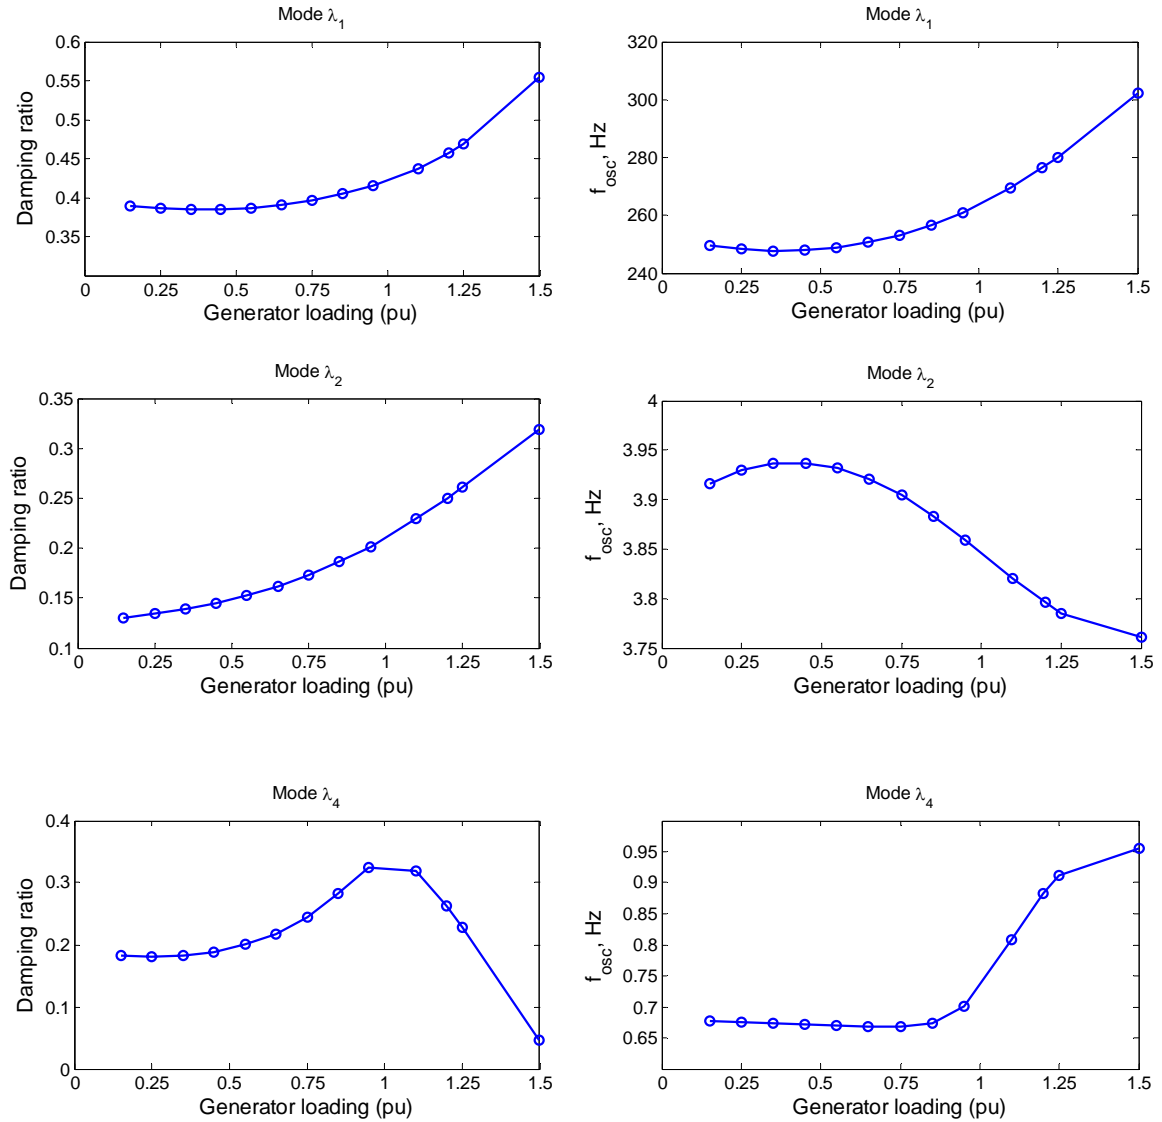 Mode λ1
0.6
0.55
0.5
0.45
0.4
0.35
Damping ratio
0 0.25 0.5 0.75 1 1.25 1.5
Generator loading (pu)
Mode λ1
320
300
280
260
240
fosc, Hz
0 0.25 0.5 0.75 1 1.25 1.5
Generator loading (pu)
Mode λ2
0.35
0.3
0.25
0.2
0.15
0.1
Damping ratio
0 0.25 0.5 0.75 1 1.25 1.5
Generator loading (pu)
Mode λ2
4
3.95
3.9
3.85
3.8
3.75
fosc, Hz
0 0.25 0.5 0.75 1 1.25 1.5
Generator loading (pu)
Mode λ4
0.4
0.3
0.2
0.1
0
Damping ratio
0 0.25 0.5 0.75 1 1.25 1.5
Generator loading (pu)
Mode λ4
0.95
0.9
0.85
0.8
0.75
0.7
0.65
fosc, Hz
0 0.25 0.5 0.75 1 1.25 1.5
Generator loading (pu)